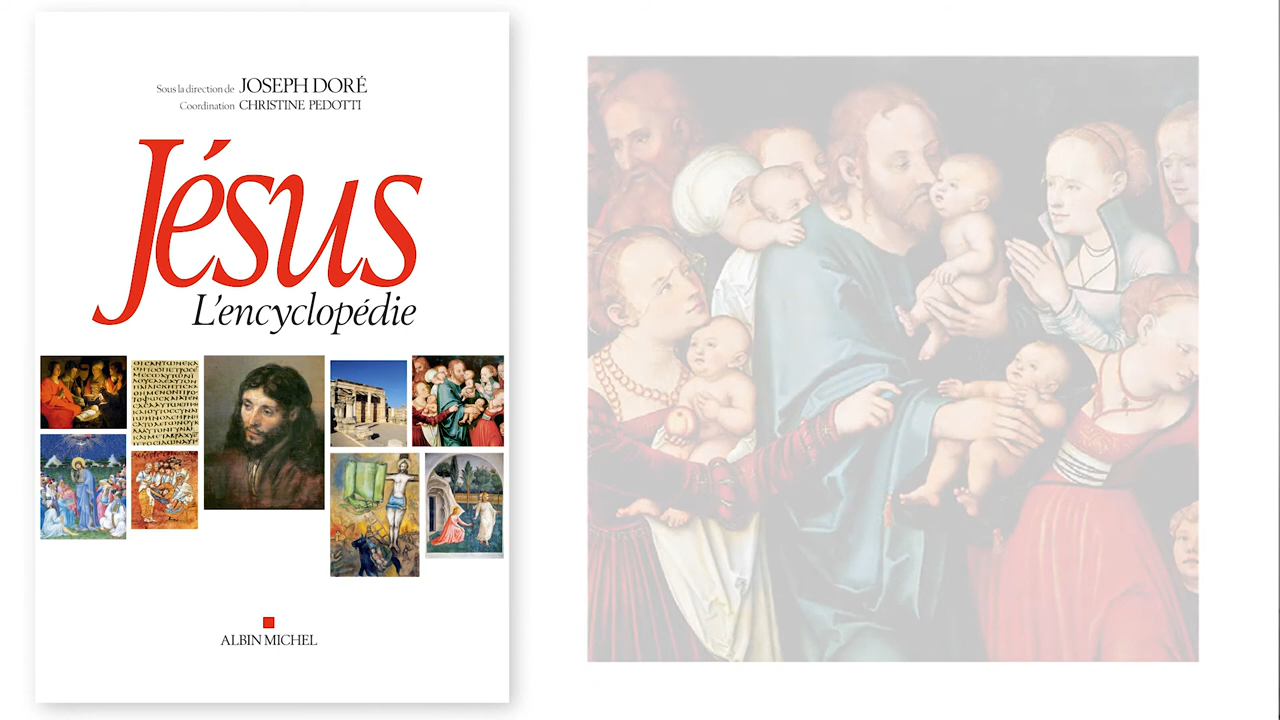 Sous la direction de JOSEPH DORÉ
Coordination CHRISTINE PEDOTTI
Jésus
L'encyclopédie
ALBIN MICHEL